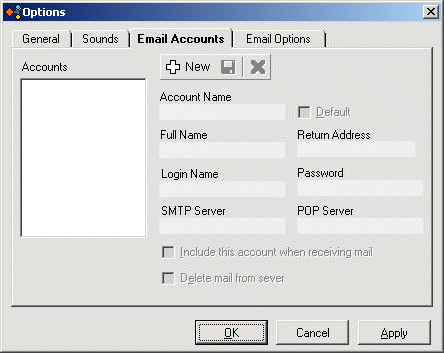 Options
General Sounds Email Accounts Email Options
Accounts
New
Account Name
Default
Full Name Return Address
Login Name Password
SMTP Server POP Server
Include this account when receiving mail
Delete mail from sever
OK Cancel Apply